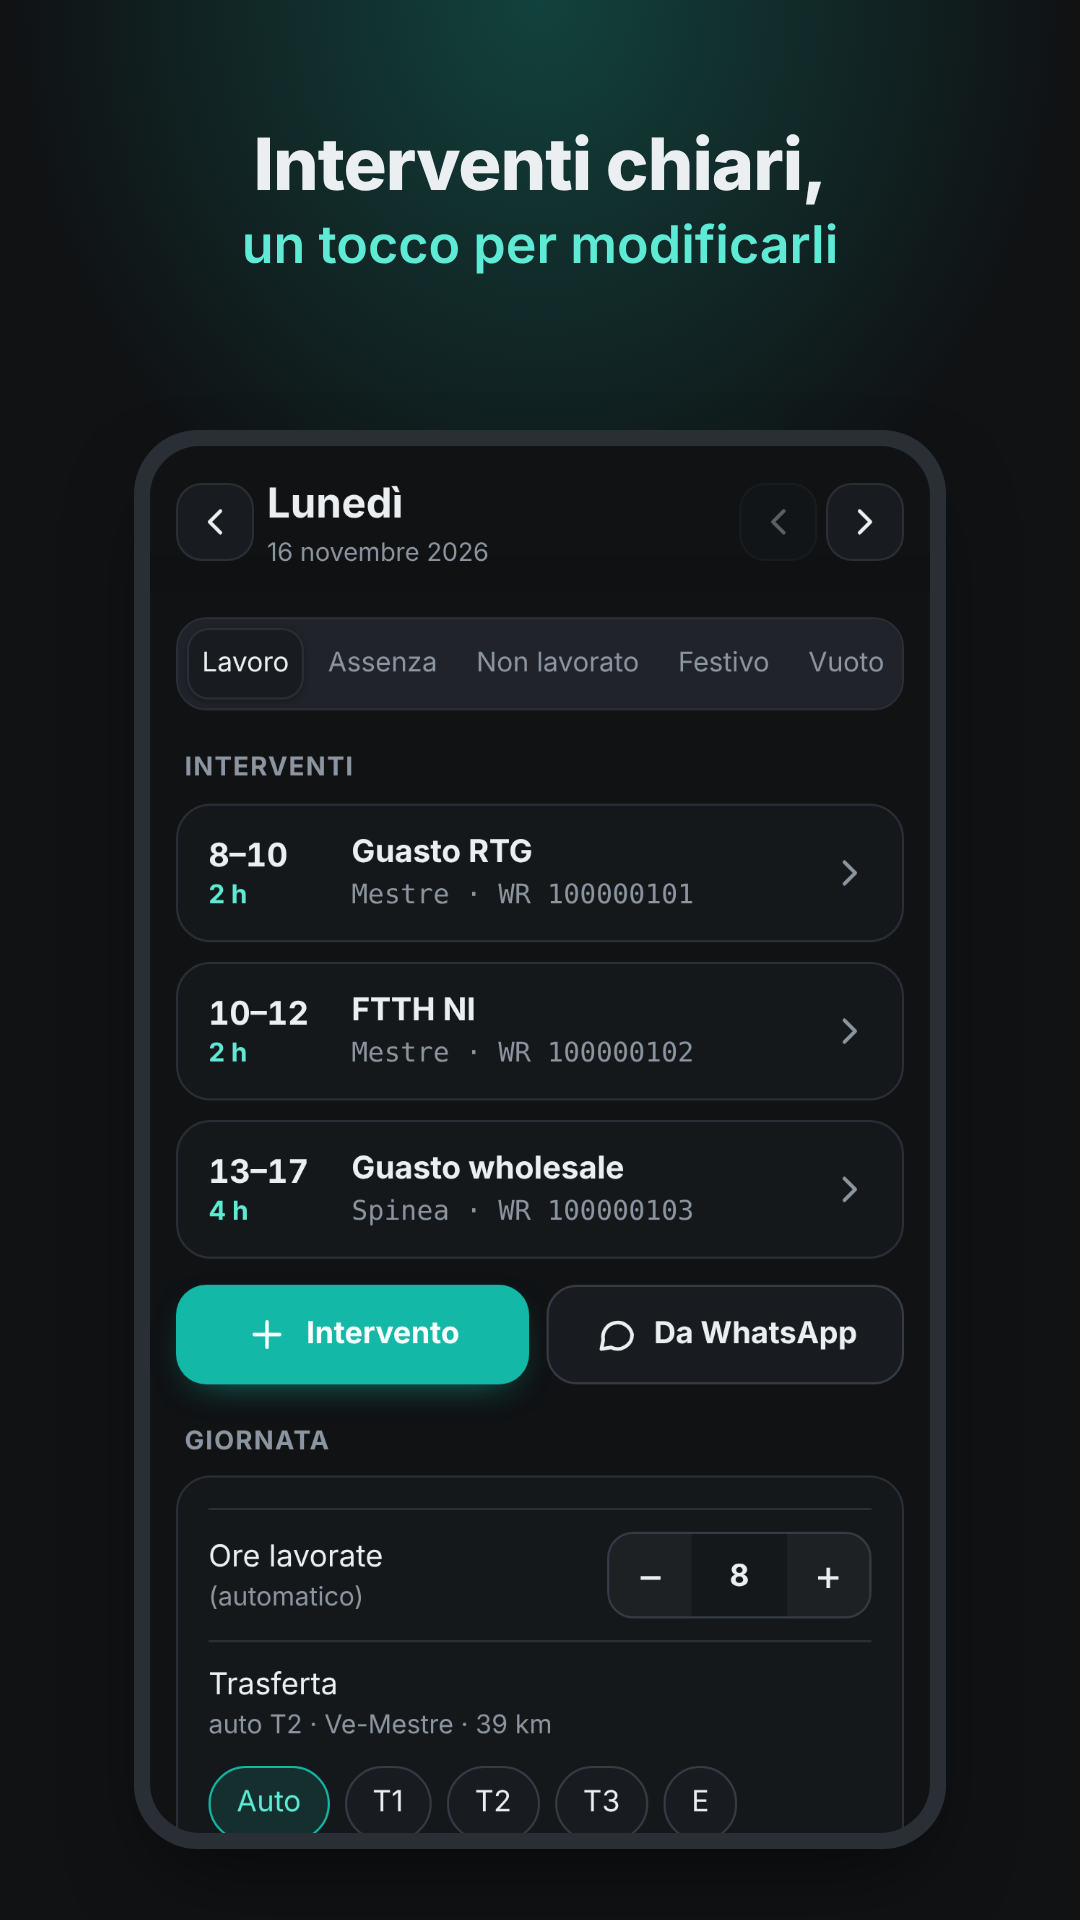 Interventi chiari,
un tocco per modificarli
Lunedì
16 novembre 2026
Lavoro Assenza Non lavorato Festivo Vuoto
INTERVENTI
8–10 Guasto RTG
2 h Mestre · WR 100000101
10–12 FTTH NI
2 h Mestre · WR 100000102
13–17 Guasto wholesale
4 h Spinea · WR 100000103
+ Intervento Da WhatsApp
GIORNATA
Ore lavorate
(automatico)
− 8 +
Trasferta
auto T2 · Ve-Mestre · 39 km
Auto T1 T2 T3 E